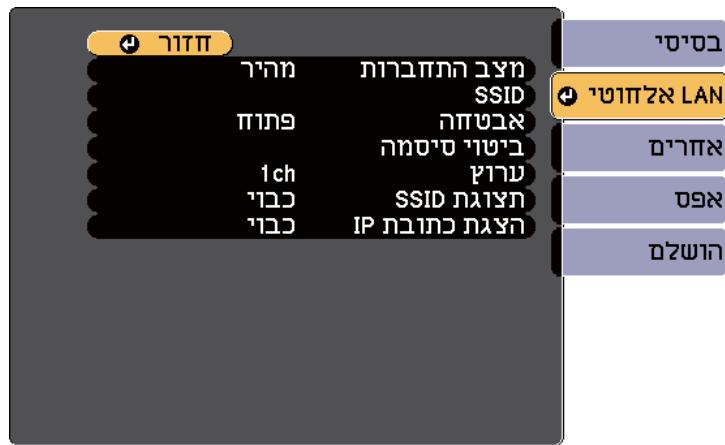 חזור
מצב התחברות מהיר
SSID
אבטחה פתוח
ביטוי סיסמה
ערוץ 1ch
תצוגת SSID כבוי
הצגת כתובת IP כבוי
בסיסי
LAN אלחוטי
אחרים
אפס
הושלם